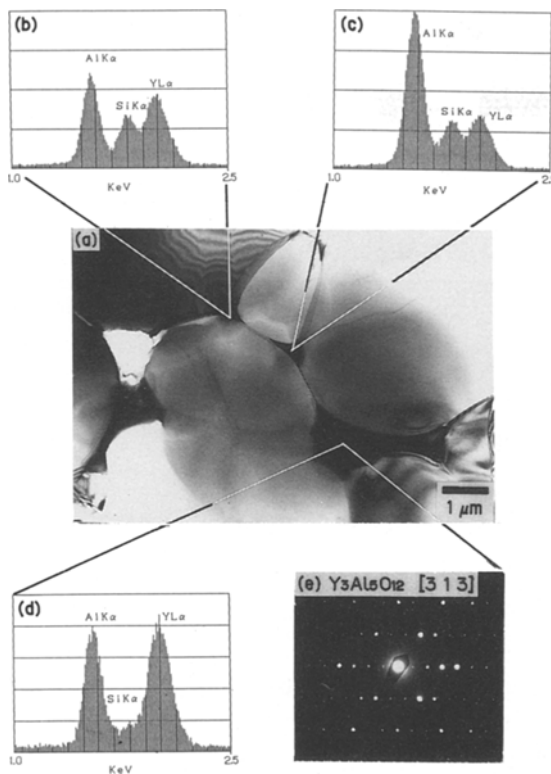 (b)
AlKα
SiKα
YLα
1.0
2.5
KeV
(c)
AlKα
SiKα
YLα
1.0
KeV
(a)
1 μm
(d)
AlKα
YLα
SiKα
1.0
2.5
KeV
(e) Y3Al5O12 [3 1 3]